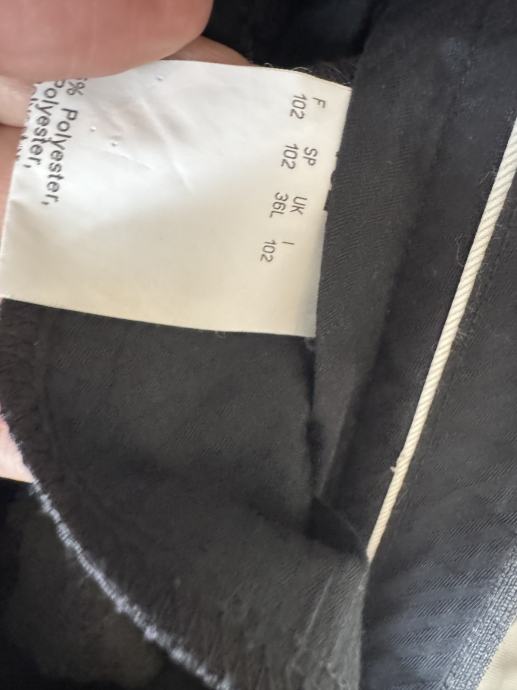 F SP UK I
102 102 36L 102
% Polyester,
Polyester,